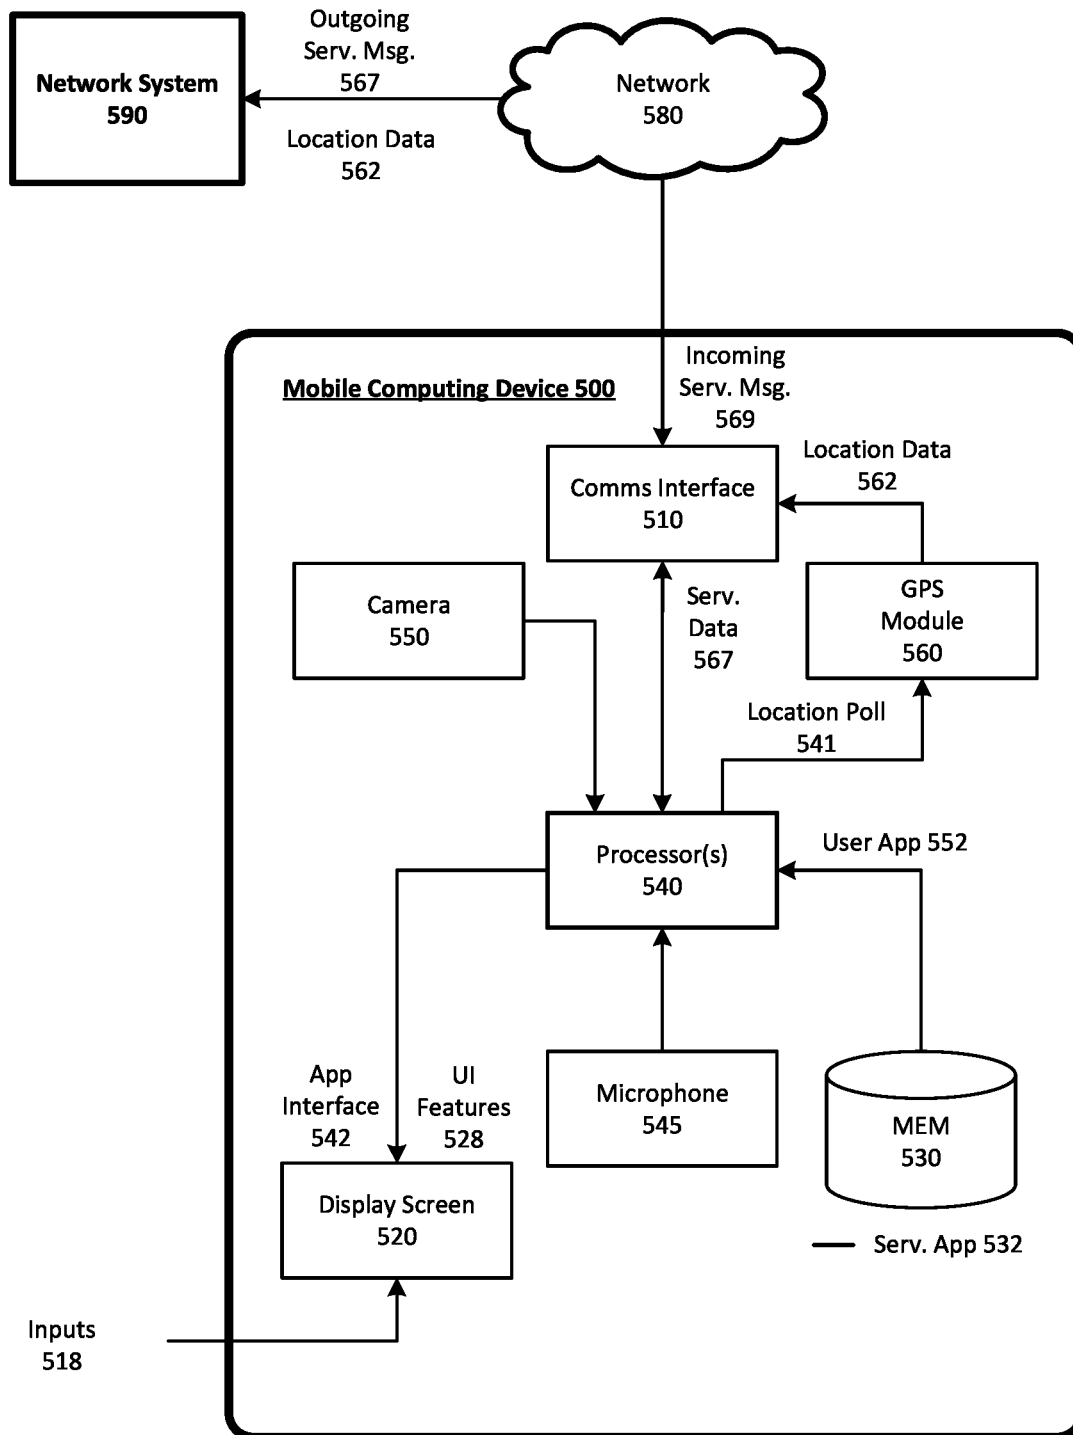 Outgoing
Serv. Msg.
567
Network System
590
Location Data
562
Network
580
Mobile Computing Device 500
Incoming
Serv. Msg.
569
Comms Interface
510
Location Data
562
Camera
550
Serv.
Data
567
GPS
Module
560
Location Poll
541
Processor(s)
540
User App 552
App
Interface
542
UI
Features
528
Microphone
545
MEM
530
Display Screen
520
Serv. App 532
Inputs
518